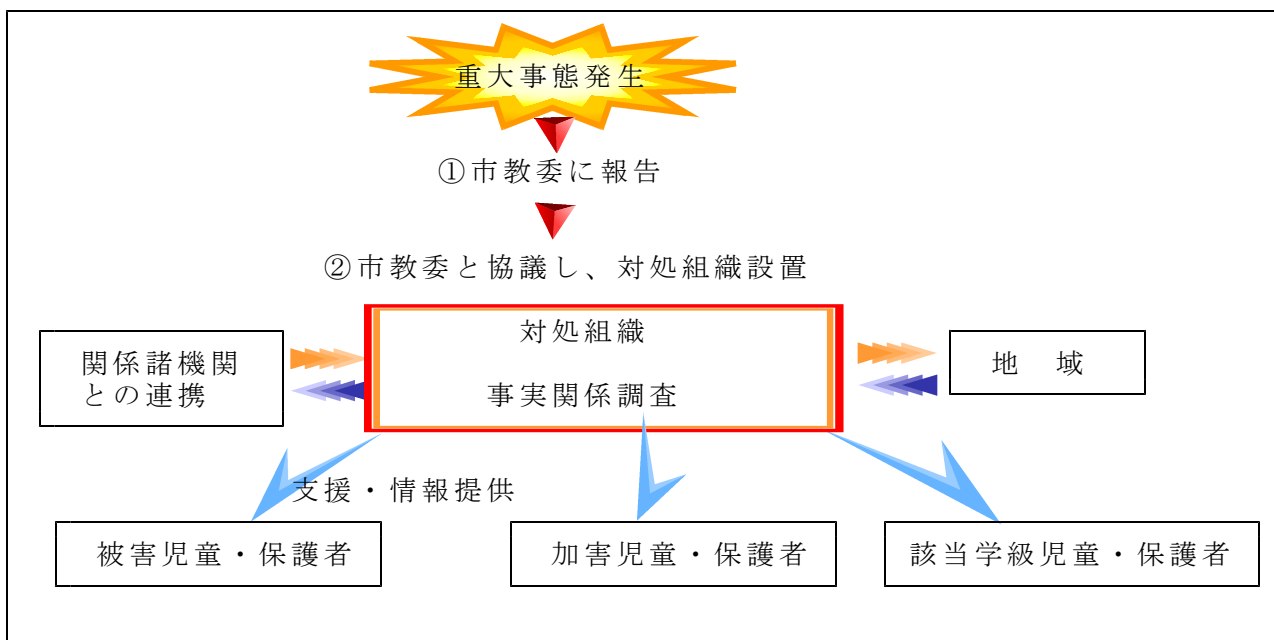 重大事態発生
①市教委に報告
②市教委と協議し、対処組織設置
対処組織
事実関係調査
関係諸機関
との連携
地　域
支援・情報提供
被害児童・保護者
加害児童・保護者
該当学級児童・保護者